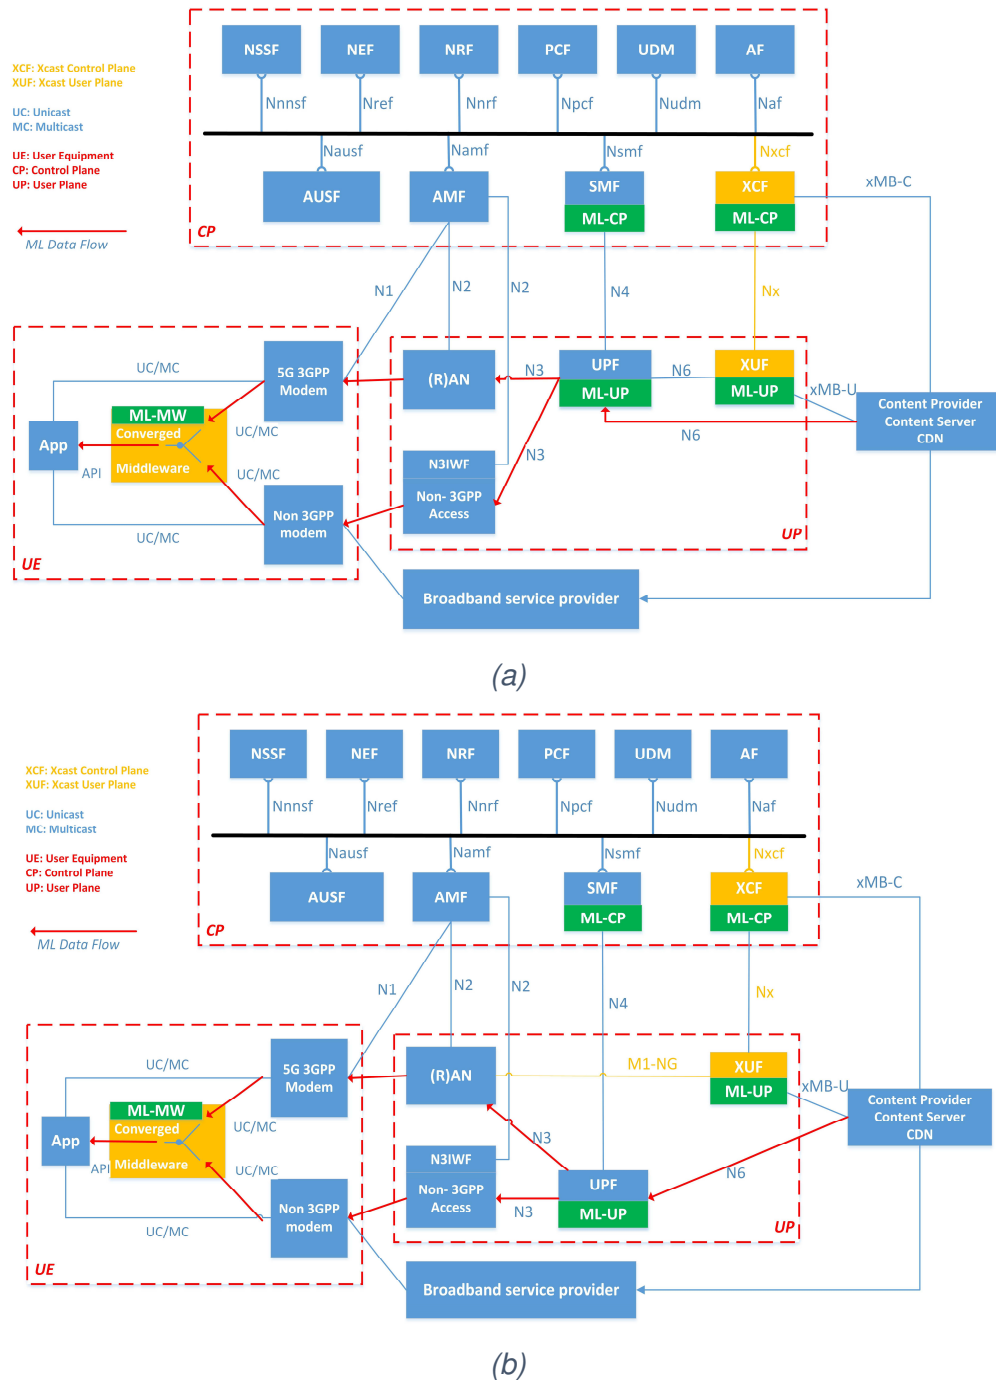 NSSF NEF NRF PCF UDM AF
XCF: Xcast Control Plane
XUF: Xcast User Plane
Nnnsf Nref Nnrf Npcf Nudm Naf
UC: Unicast
MC: Multicast
Nausf Namf Nsmf Nxcf
UE: User Equipment
CP: Control Plane
UP: User Plane
AUSF AMF SMF XCF xMB-C
ML-CP ML-CP
ML Data Flow
CP
N1 N2 N2 N4 Nx
UC/MC
5G 3GPP
Modem
(R)AN
N3
UPF
ML-UP
N6
XUF
ML-UP
xMB-U
Content Provider
Content Server
CDN
ML-MW
Converged
Middleware
UC/MC
App
API
UC/MC
N6
N3
N3IWF
Non- 3GPP
Access
Non 3GPP
modem
UC/MC
UE
UP
Broadband service provider
(a)
NSSF NEF NRF PCF UDM AF
XCF: Xcast Control Plane
XUF: Xcast User Plane
Nnnsf Nref Nnrf Npcf Nudm Naf
UC: Unicast
MC: Multicast
Nausf Namf Nsmf Nxcf
UE: User Equipment
CP: Control Plane
UP: User Plane
AUSF AMF SMF XCF xMB-C
ML-CP ML-CP
ML Data Flow
CP
N1 N2 N2 N4 Nx
UC/MC
5G 3GPP
Modem
(R)AN
M1-NG
XUF
ML-UP
xMB-U
Content Provider
Content Server
CDN
ML-MW
Converged
Middleware
UC/MC
App
API
UC/MC
N3
N6
N3IWF
Non- 3GPP
Access
N3
UPF
ML-UP
Non 3GPP
modem
UC/MC
UE
UP
Broadband service provider
(b)